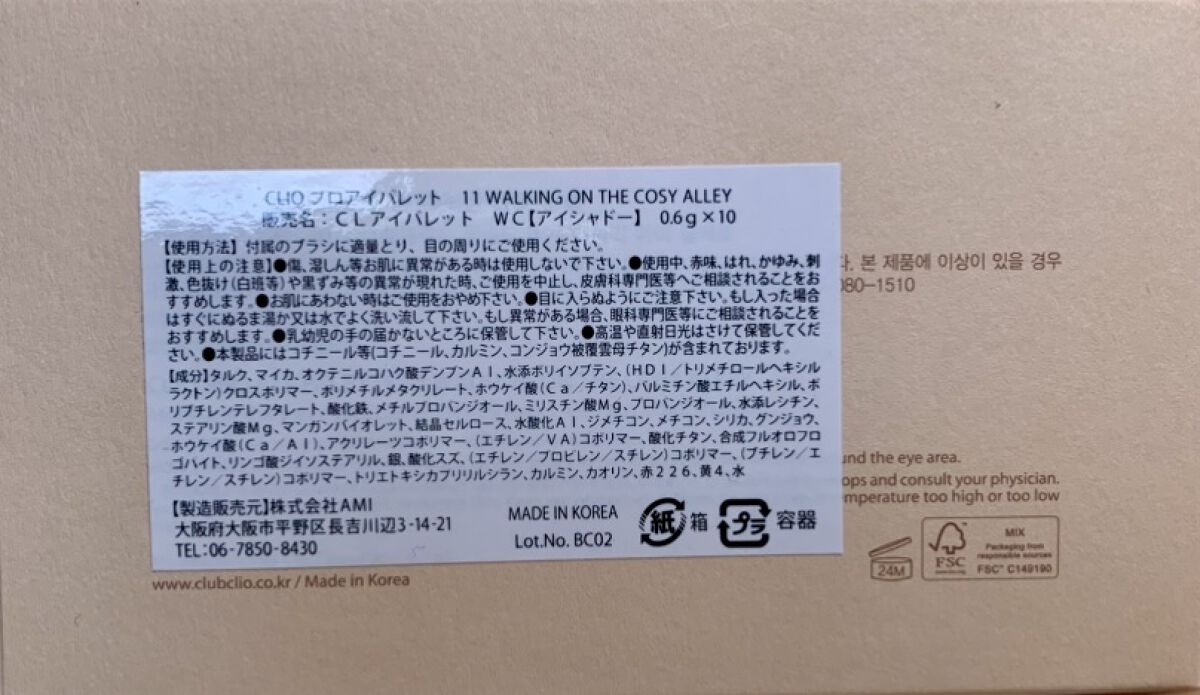 CLIO プロアイパレット 11 WALKING ON THE COSY ALLEY
販売名：ＣＬアイパレット ＷＣ【アイシャドー】 0.6ｇ×10
【使用方法】付属のブラシに適量とり、目の周りにご使用ください。
【使用上の注意】●傷、湿しん等お肌に異常がある時は使用しないで下さい。●使用中、赤味、はれ、かゆみ、刺
激、色抜け(白斑等)や黒ずみ等の異常が現れた時、ご使用を中止し、皮膚科専門医等へご相談されることをお
すすめします。●お肌にあわない時はご使用をおやめ下さい。●目に入らぬようにご注意下さい。もし入った場合
はすぐにぬるま湯か又は水でよく洗い流して下さい。もし異常がある場合、眼科専門医等にご相談されることを
おすすめします。●乳幼児の手の届かないところに保管して下さい。●高温や直射日光はさけて保管してくだ
さい。●本製品にはコチニール等(コチニール、カルミン、コンジョウ被覆雲母チタン)が含まれております。
【成分】タルク、マイカ、オクテニルコハク酸デンプンＡｌ、水添ポリイソブテン、(ＨＤＩ／トリメチロールヘキシル
ラクトン)クロスポリマー、ポリメチルメタクリレート、ホウケイ酸(Ｃａ／チタン)、パルミチン酸エチルヘキシル、ポ
リブチレンテレフタレート、酸化鉄、メチルプロパンジオール、ミリスチン酸Ｍｇ、プロパンジオール、水添レシチン、
ステアリン酸Ｍｇ、マンガンバイオレット、結晶セルロース、水酸化Ａｌ、ジメチコン、メチコン、シリカ、グンジョウ、
ホウケイ酸(Ｃａ／Ａｌ)、アクリレーツコポリマー、(エチレン／ＶＡ)コポリマー、酸化チタン、合成フルオロフロ
ゴパイト、リンゴ酸ジイソステアリル、銀、酸化スズ、(エチレン／プロピレン／スチレン)コポリマー、(ブチレン／エ
チレン／スチレン)コポリマー、トリエトキシカプリリルシラン、カルミン、カオリン、赤２２６、黄４、水
【製造販売元】株式会社AMI
大阪府大阪市平野区長吉川辺3-14-21
TEL：06-7850-8430
MADE IN KOREA
Lot.No. BC02
紙 箱
プラ 容器
다. 본 제품에 이상이 있을 경우
080–1510
und the eye area.
ops and consult your physician.
emperature too high or too low
www.clubclio.co.kr / Made in Korea
24M
FSC
MIX
Packaging from
responsible sources
FSC™ C149190